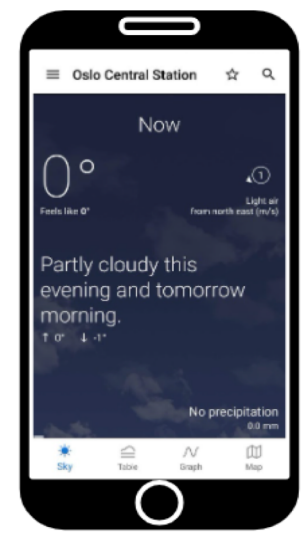 Oslo Central Station
Now
0°
1
Feels like 0°
Light air
from north east (m/s)
Partly cloudy this
evening and tomorrow
morning.
↑ 0° ↓ -1°
No precipitation
0.0 mm
Sky Table Graph Map